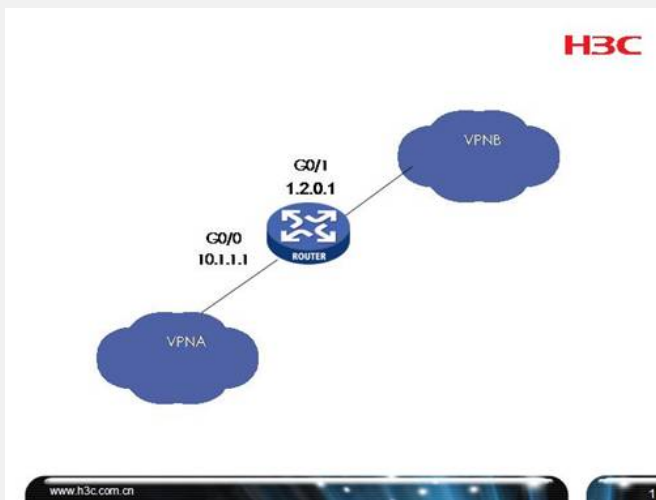 H3C
VPNB
G0/1
1.2.0.1
G0/0
10.1.1.1
ROUTER
VPNA
www.h3c.com.cn
1